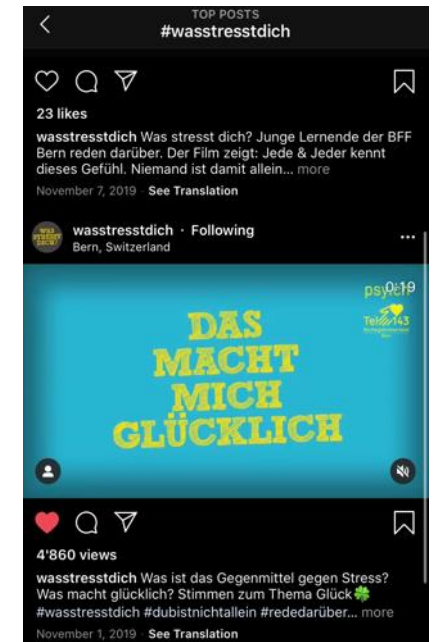 TOP POSTS
#wasstresstdich
23 likes
wasstresstdich Was stresst dich? Junge Lernende der BFF
Bern reden darüber. Der Film zeigt: Jede & Jeder kennt
dieses Gefühl. Niemand ist damit allein... more
November 7, 2019 · See Translation
wasstresstdich · Following
Bern, Switzerland
0:19
psy.ch
Tel 143
DAS
MACHT
MICH
GLÜCKLICH
4'860 views
wasstresstdich Was ist das Gegenmittel gegen Stress?
Was macht glücklich? Stimmen zum Thema Glück🍀
#wasstresstdich #dubistnichtallein #rededarüber... more
November 1, 2019 · See Translation